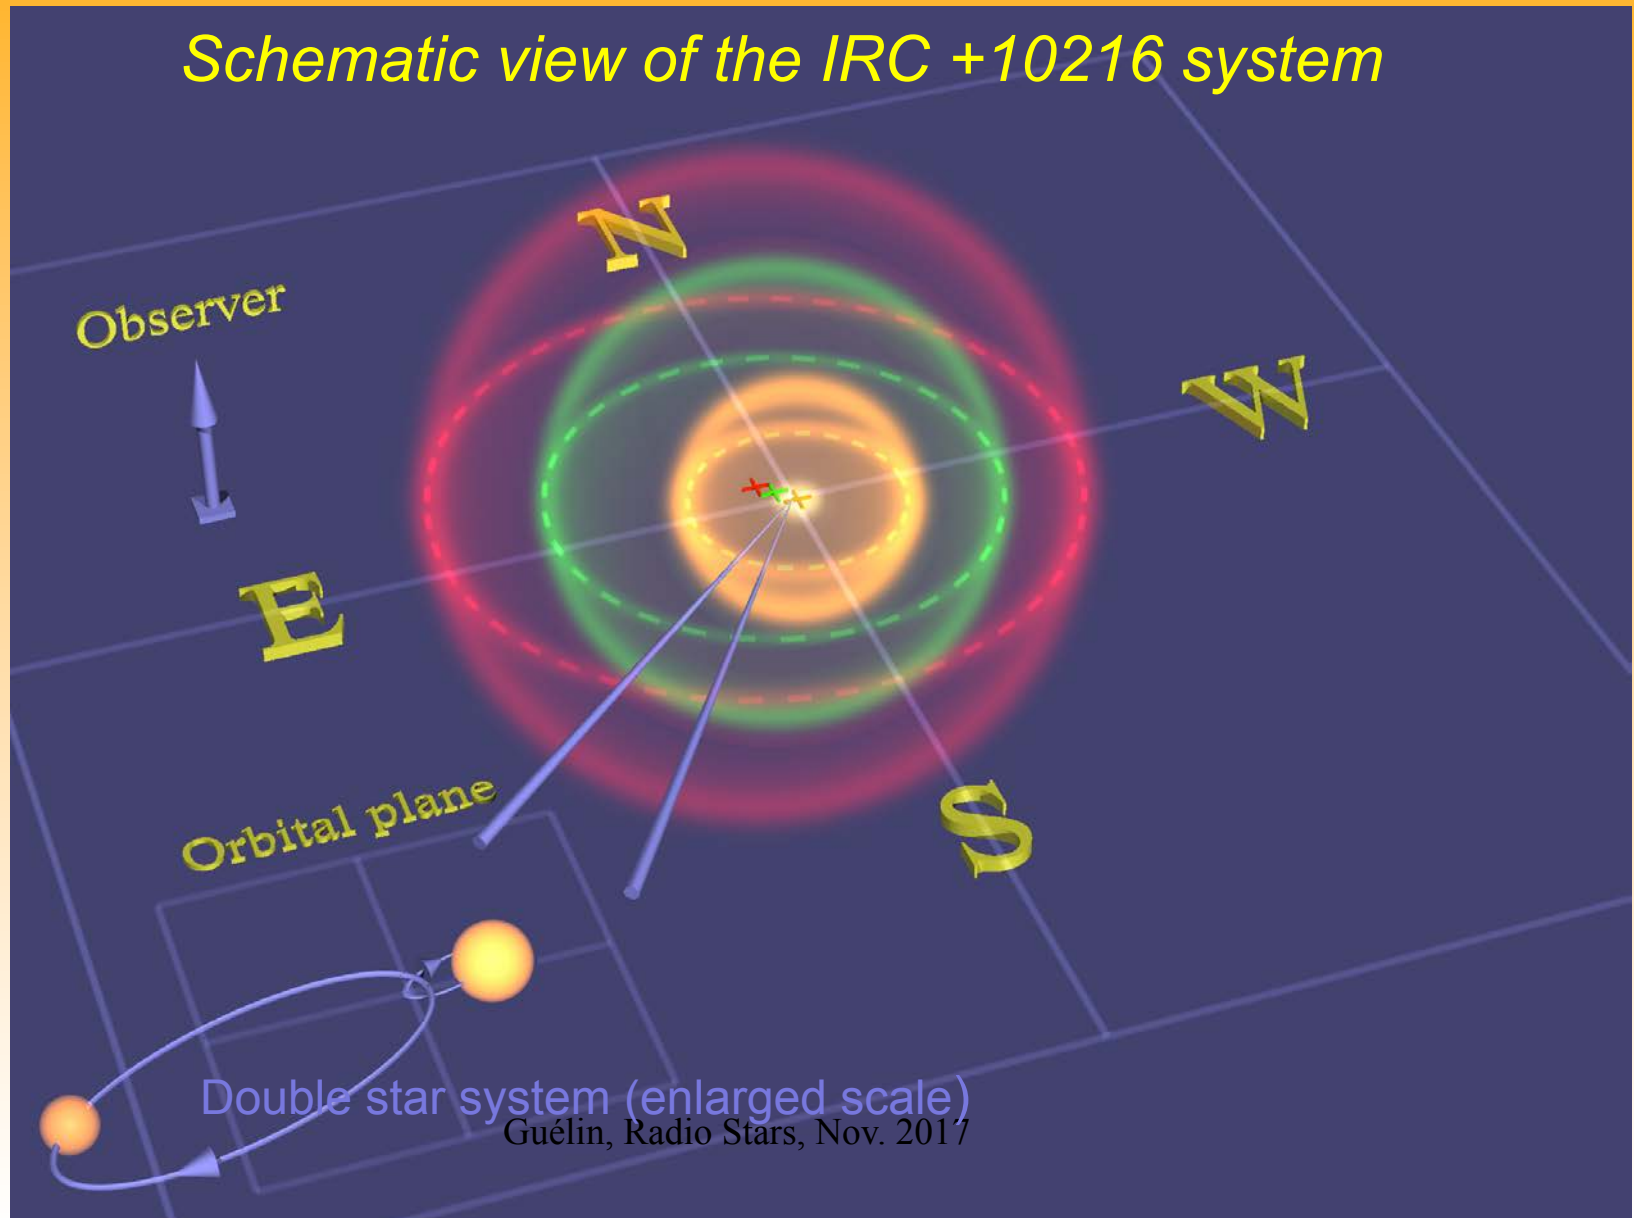 Schematic view of the IRC +10216 system
N
Observer
W
E
Orbital plane
S
Double star system (enlarged scale)
Guélin, Radio Stars, Nov. 2017